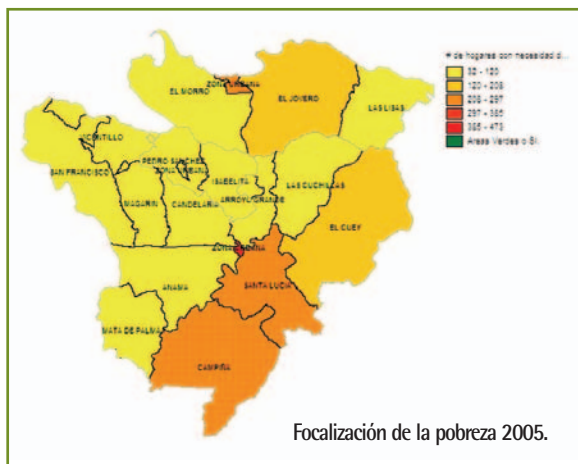 # de hogares con necesidad d...
32 - 120
120 - 208
208 - 297
297 - 385
385 - 473
Areas Verdes o Sl.
ZONA URBANA
EL MORRO
EL JOVERO
LAS LISAS
VICENTILLO
PEDRO SANCHEZ
ZONA URBANA
SAN FRANCISCO
ISABELITA
LAS CUCHILLAS
MAGARIN
CANDELARIA
ARROYO GRANDE
EL CUEY
ZONA URBANA
ANAMA
SANTA LUCIA
MATA DE PALMA
CAMPIÑA
Focalización de la pobreza 2005.